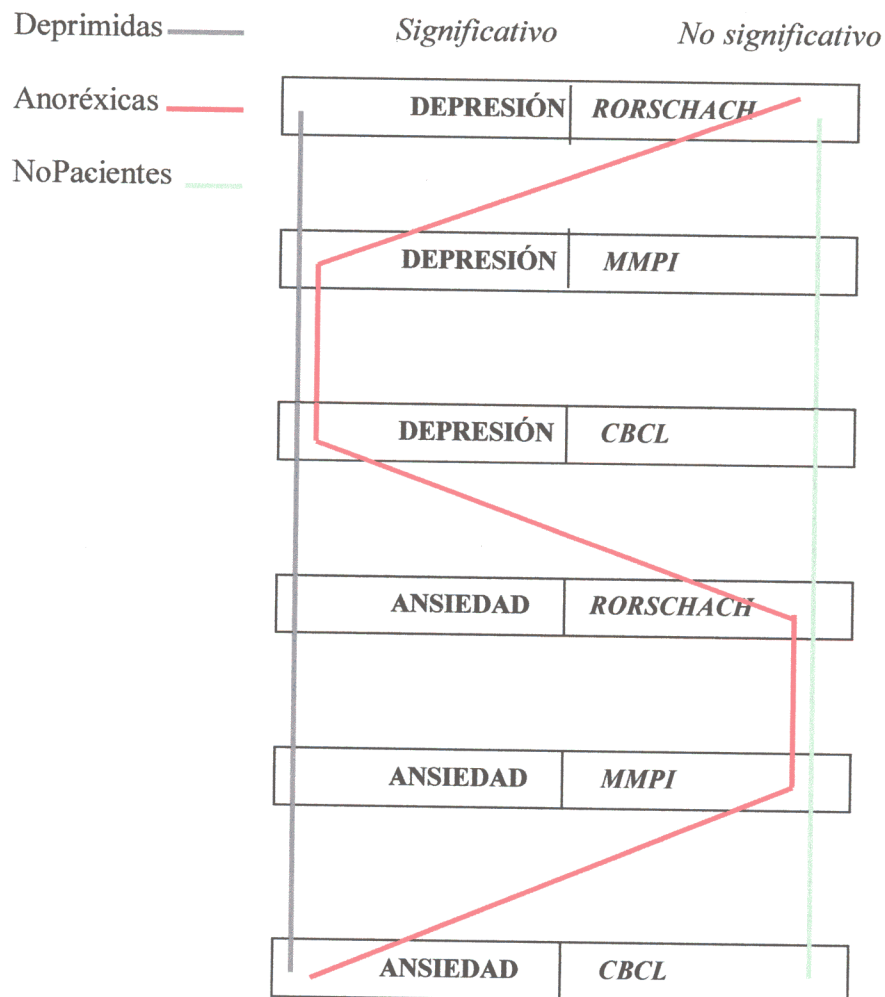 Deprimidas
Significativo No significativo
Anoréxicas
DEPRESIÓN RORSCHACH
NoPacientes
DEPRESIÓN MMPI
DEPRESIÓN CBCL
ANSIEDAD RORSCHACH
ANSIEDAD MMPI
ANSIEDAD CBCL